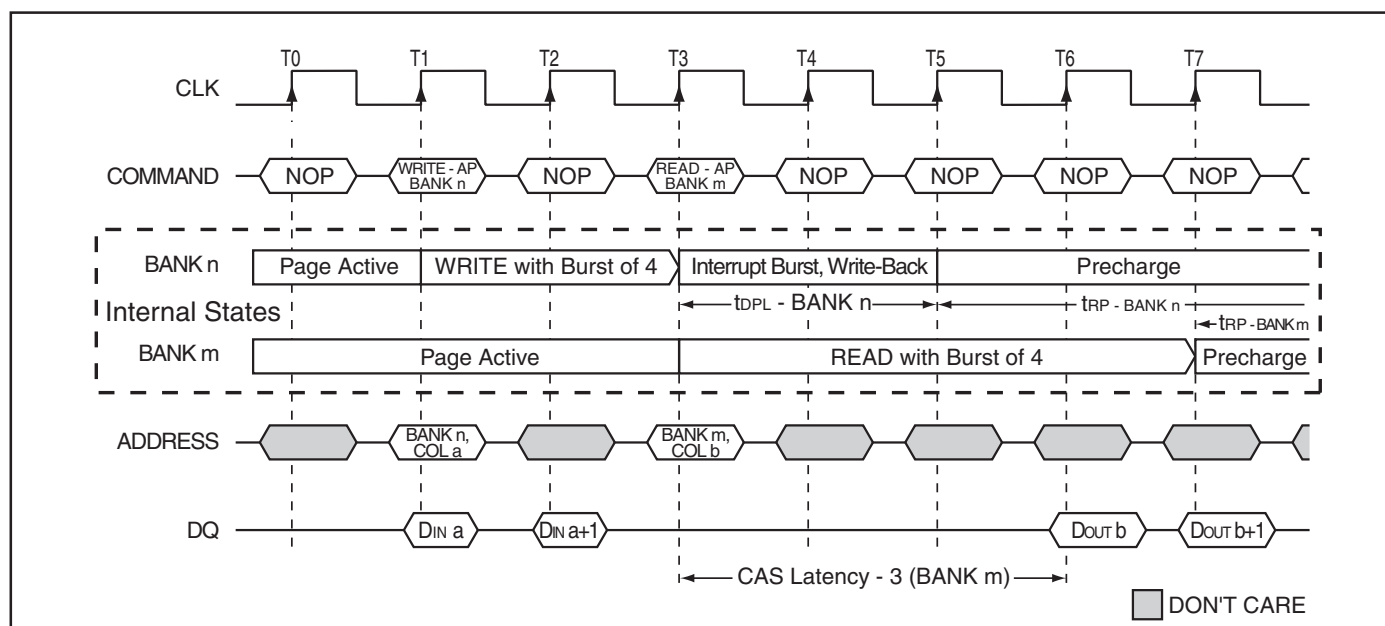 T0 T1 T2 T3 T4 T5 T6 T7
CLK
COMMAND NOP WRITE - AP NOP READ - AP NOP NOP NOP NOP
BANK n BANK m
BANK n Page Active WRITE with Burst of 4 Interrupt Burst, Write-Back Precharge
tDPL - BANK n tRP - BANK n
Internal States tRP - BANK m
BANK m Page Active READ with Burst of 4 Precharge
ADDRESS BANK n, BANK m,
COL a COL b
DQ DIN a DIN a+1 DOUT b DOUT b+1
CAS Latency - 3 (BANK m)
DON'T CARE